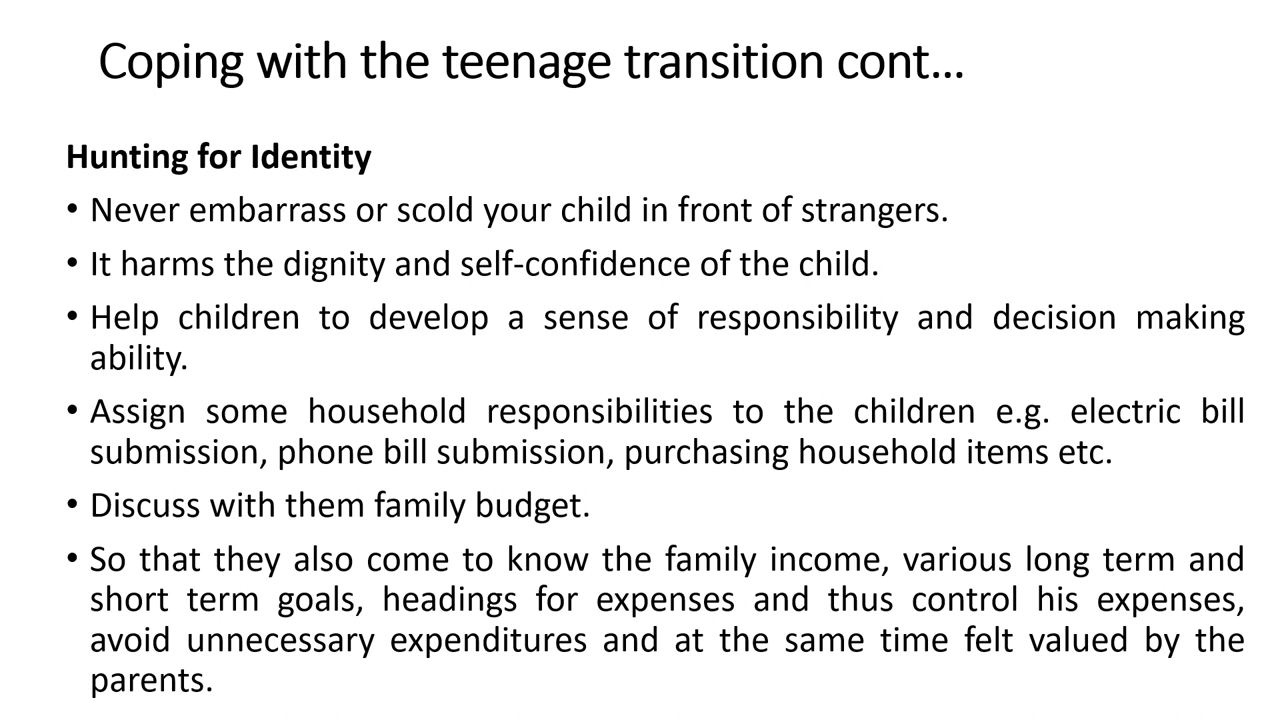 Coping with the teenage transition cont…
Hunting for Identity
• Never embarrass or scold your child in front of strangers.
• It harms the dignity and self-confidence of the child.
• Help children to develop a sense of responsibility and decision making
ability.
• Assign some household responsibilities to the children e.g. electric bill
submission, phone bill submission, purchasing household items etc.
• Discuss with them family budget.
• So that they also come to know the family income, various long term and
short term goals, headings for expenses and thus control his expenses,
avoid unnecessary expenditures and at the same time felt valued by the
parents.